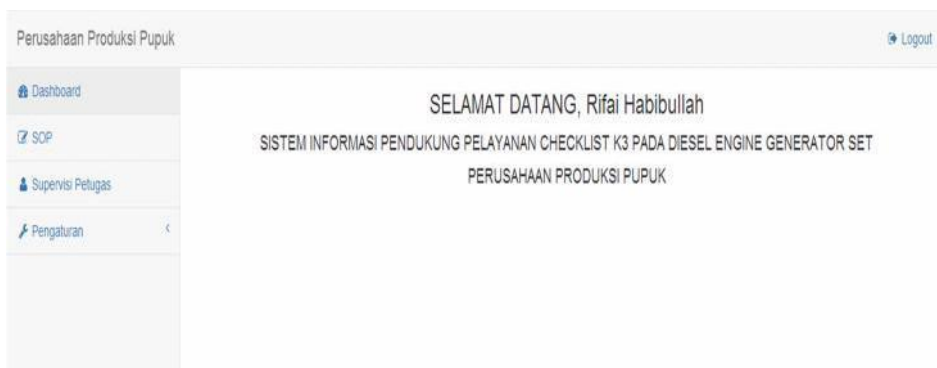 Perusahaan Produksi Pupuk
Logout
Dashboard
SOP
Supervisi Petugas
Pengaturan
SELAMAT DATANG, Rifai Habibullah
SISTEM INFORMASI PENDUKUNG PELAYANAN CHECKLIST K3 PADA DIESEL ENGINE GENERATOR SET
PERUSAHAAN PRODUKSI PUPUK